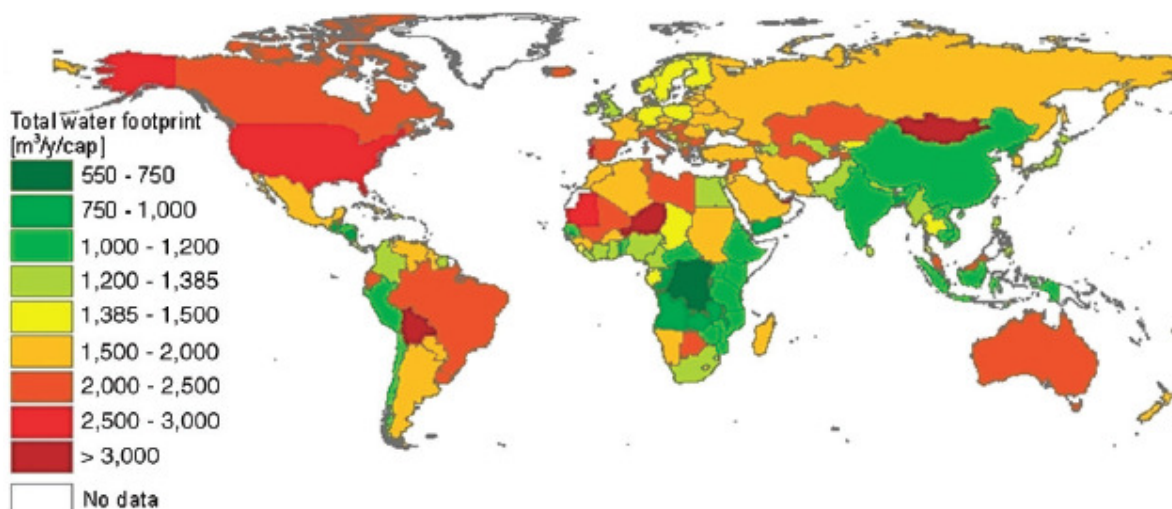 Total water footprint
[m³/y/cap]
550 - 750
750 - 1,000
1,000 - 1,200
1,200 - 1,385
1,385 - 1,500
1,500 - 2,000
2,000 - 2,500
2,500 - 3,000
> 3,000
No data